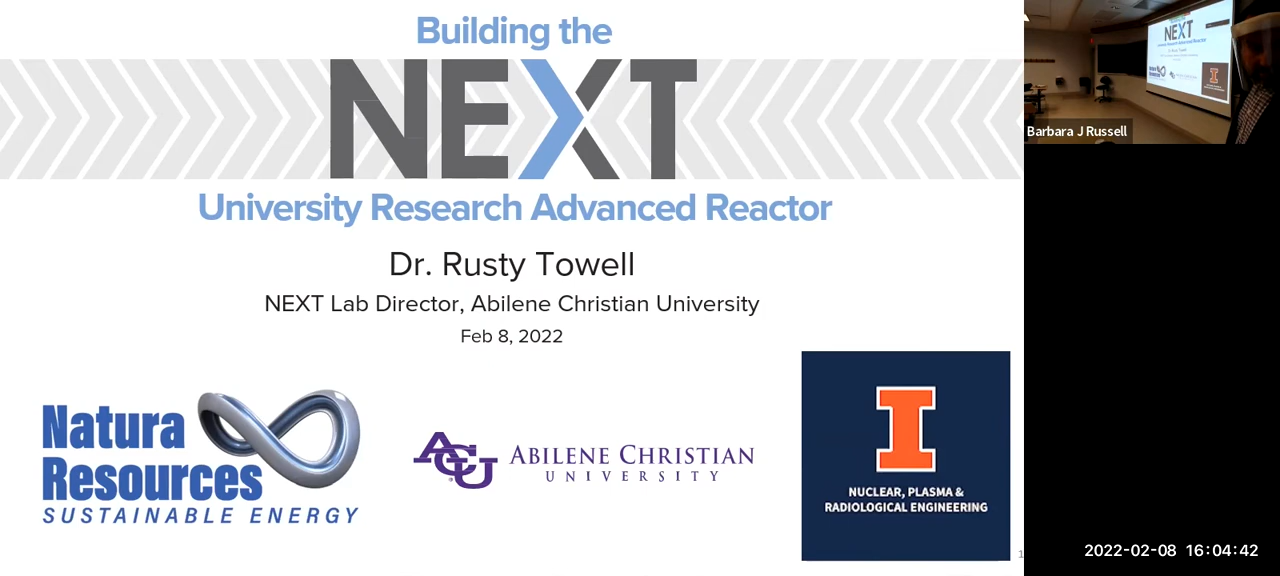 Building the
NEXT
University Research Advanced Reactor
Dr. Rusty Towell
NEXT Lab Director, Abilene Christian University
Feb 8, 2022
Natura
Resources
SUSTAINABLE ENERGY
ACU
ABILENE CHRISTIAN
UNIVERSITY
I
NUCLEAR, PLASMA &
RADIOLOGICAL ENGINEERING
1
NEXT
Barbara J Russell
2022-02-08 16:04:42